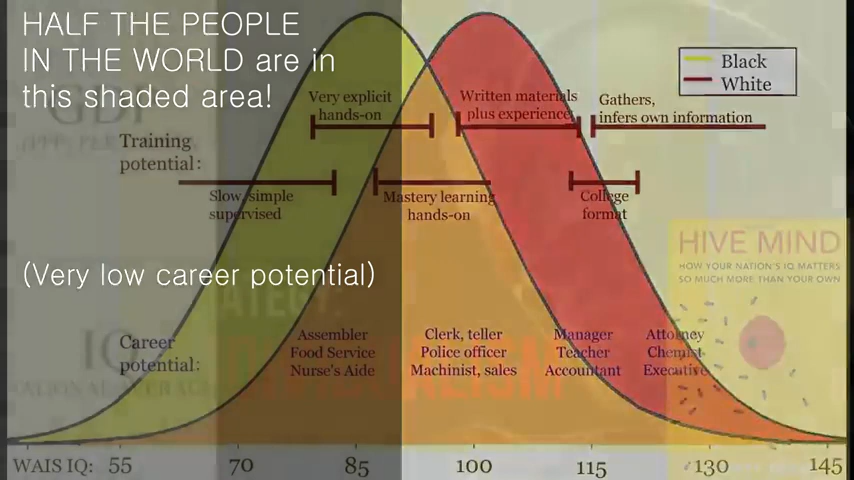 HALF THE PEOPLE
IN THE WORLD are in
this shaded area!
Black
White
Very explicit
hands-on
Written materials
plus experience
Gathers,
infers own information
GDP
Training
potential:
Slow, simple
supervised
Mastery learning
hands-on
College
format
HIVE MIND
HOW YOUR NATION'S IQ MATTERS
SO MUCH MORE THAN YOUR OWN
(Very low career potential)
Career
potential:
Assembler
Food Service
Nurse's Aide
Clerk, teller
Police officer
Machinist, sales
Manager
Teacher
Accountant
Attorney
Chemist
Executive
IQ
WAIS IQ: 55 70 85 100 115 130 145